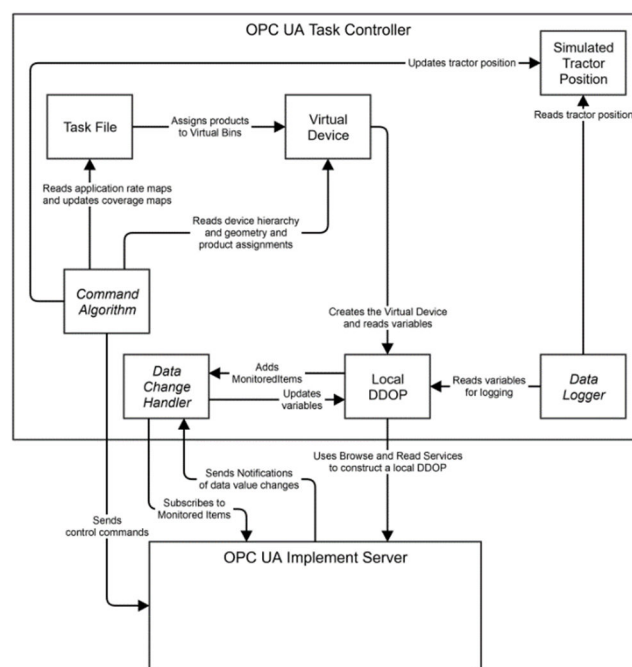 OPC UA Task Controller
Updates tractor position
Simulated
Tractor
Position
Reads tractor position
Task File
Assigns products
to Virtual Bins
Virtual
Device
Reads application rate maps
and updates coverage maps
Reads device hierarchy
and geometry and
product assignments
Command
Algorithm
Creates the Virtual Device
and reads variables
Data
Change
Handler
Adds
MonitoredItems
Updates
variables
Local
DDOP
Reads variables
for logging
Data
Logger
Uses Browse and Read Services
to construct a local DDOP
Sends Notifications
of data value changes
Subscribes to
Monitored Items
Sends
control commands
OPC UA Implement Server